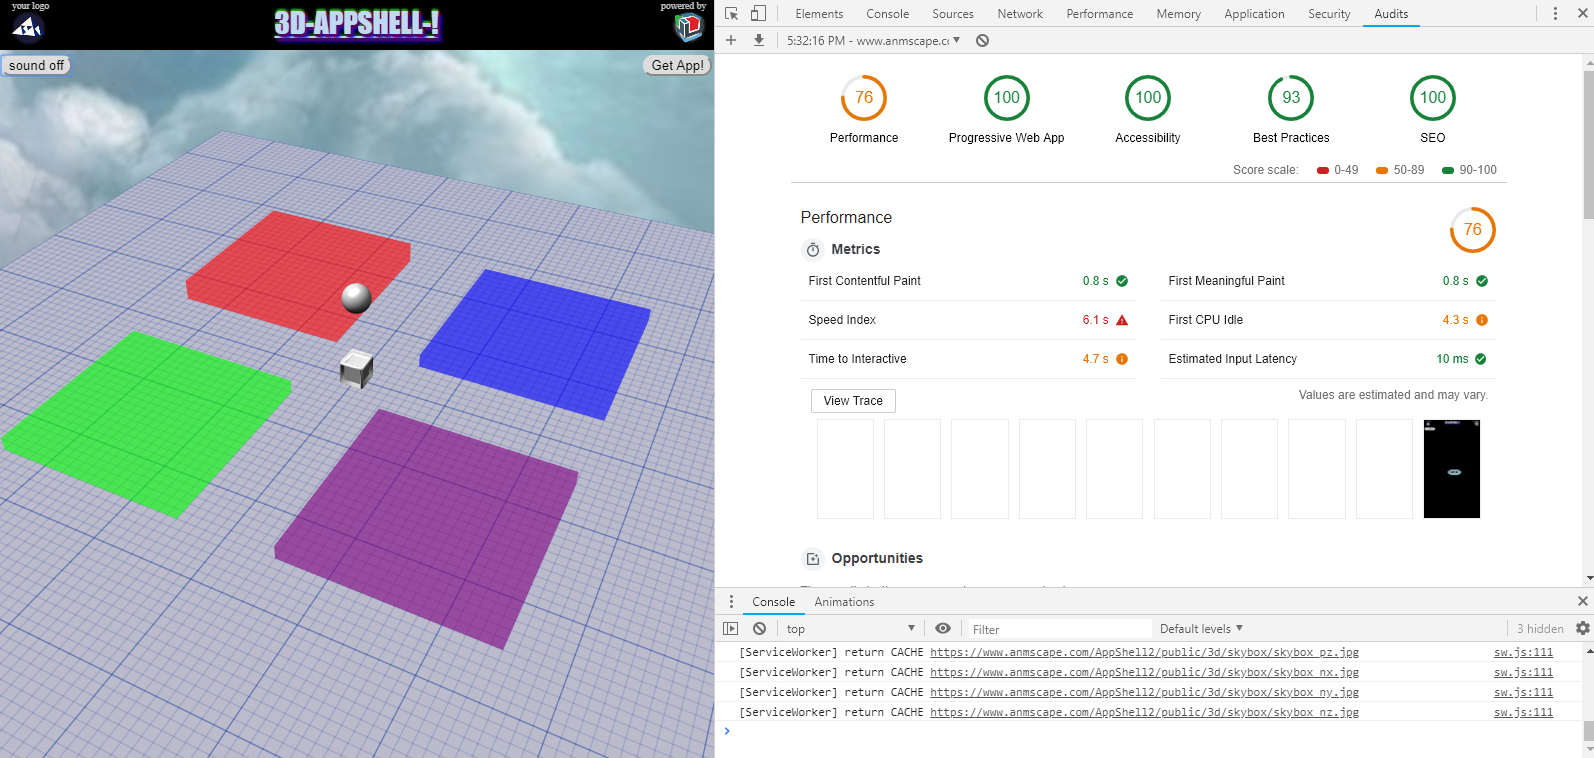 your logo
3D-APPSHELL-!
powered by
sound off
Get App!
Elements Console Sources Network Performance Memory Application Security Audits
5:32:16 PM - www.anmscape.c
76 100 100 93 100
Performance Progressive Web App Accessibility Best Practices SEO
Score scale: 0-49 50-89 90-100
Performance
76
Metrics
First Contentful Paint 0.8 s
First Meaningful Paint 0.8 s
Speed Index 6.1 s
First CPU Idle 4.3 s
Time to Interactive 4.7 s
Estimated Input Latency 10 ms
View Trace
Values are estimated and may vary.
Opportunities
Console Animations
top Filter Default levels 3 hidden
[ServiceWorker] return CACHE https://www.anmscape.com/AppShell2/public/3d/skybox/skybox_pz.jpg sw.js:111
[ServiceWorker] return CACHE https://www.anmscape.com/AppShell2/public/3d/skybox/skybox_nx.jpg sw.js:111
[ServiceWorker] return CACHE https://www.anmscape.com/AppShell2/public/3d/skybox/skybox_ny.jpg sw.js:111
[ServiceWorker] return CACHE https://www.anmscape.com/AppShell2/public/3d/skybox/skybox_nz.jpg sw.js:111